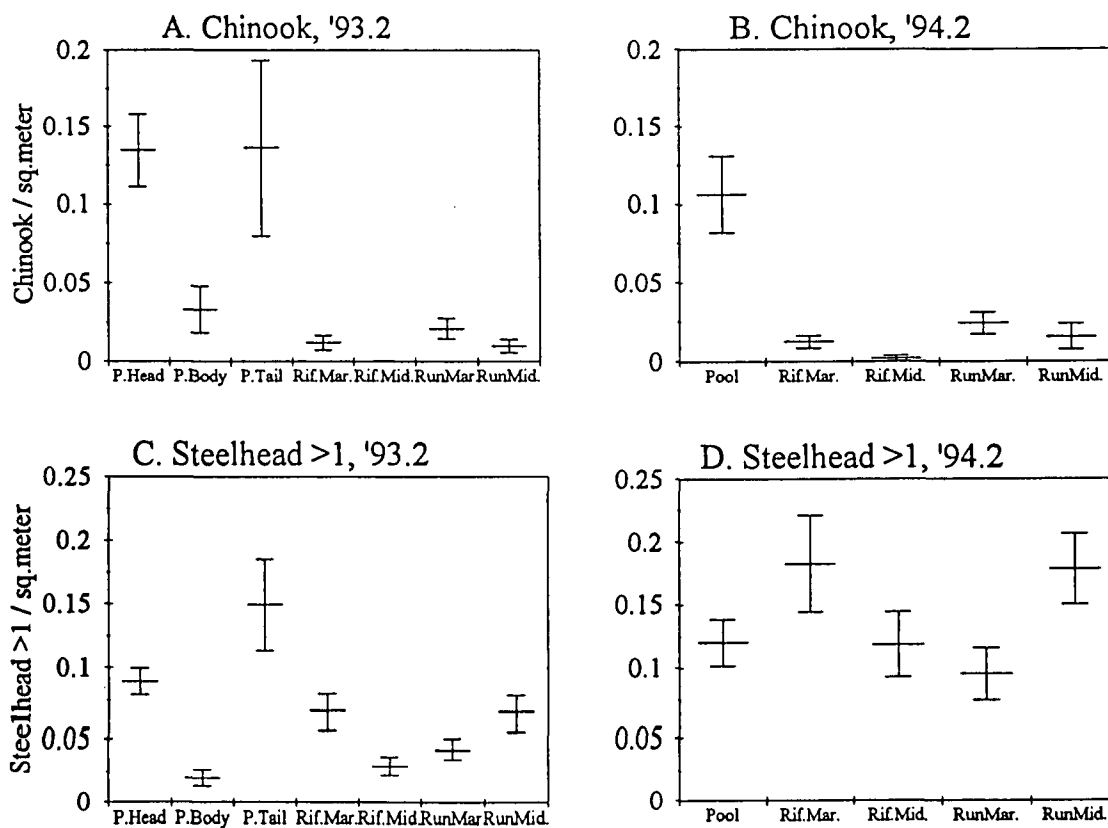 A. Chinook, '93.2
Chinook / sq.meter
0.2
0.15
0.1
0.05
0
P.Head P.Body P.Tail Rif.Mar. Rif.Mid. RunMar RunMid.
B. Chinook, '94.2
0.2
0.15
0.1
0.05
0
Pool Rif.Mar. Rif.Mid. RunMar. RunMid.
C. Steelhead >1, '93.2
Steelhead >1 / sq.meter
0.25
0.2
0.15
0.1
0.05
0
P.Head P.Body P.Tail Rif.Mar. Rif.Mid. RunMar RunMid.
D. Steelhead >1, '94.2
0.25
0.2
0.15
0.1
0.05
0
Pool Rif.Mar. Rif.Mid. RunMar. RunMid.